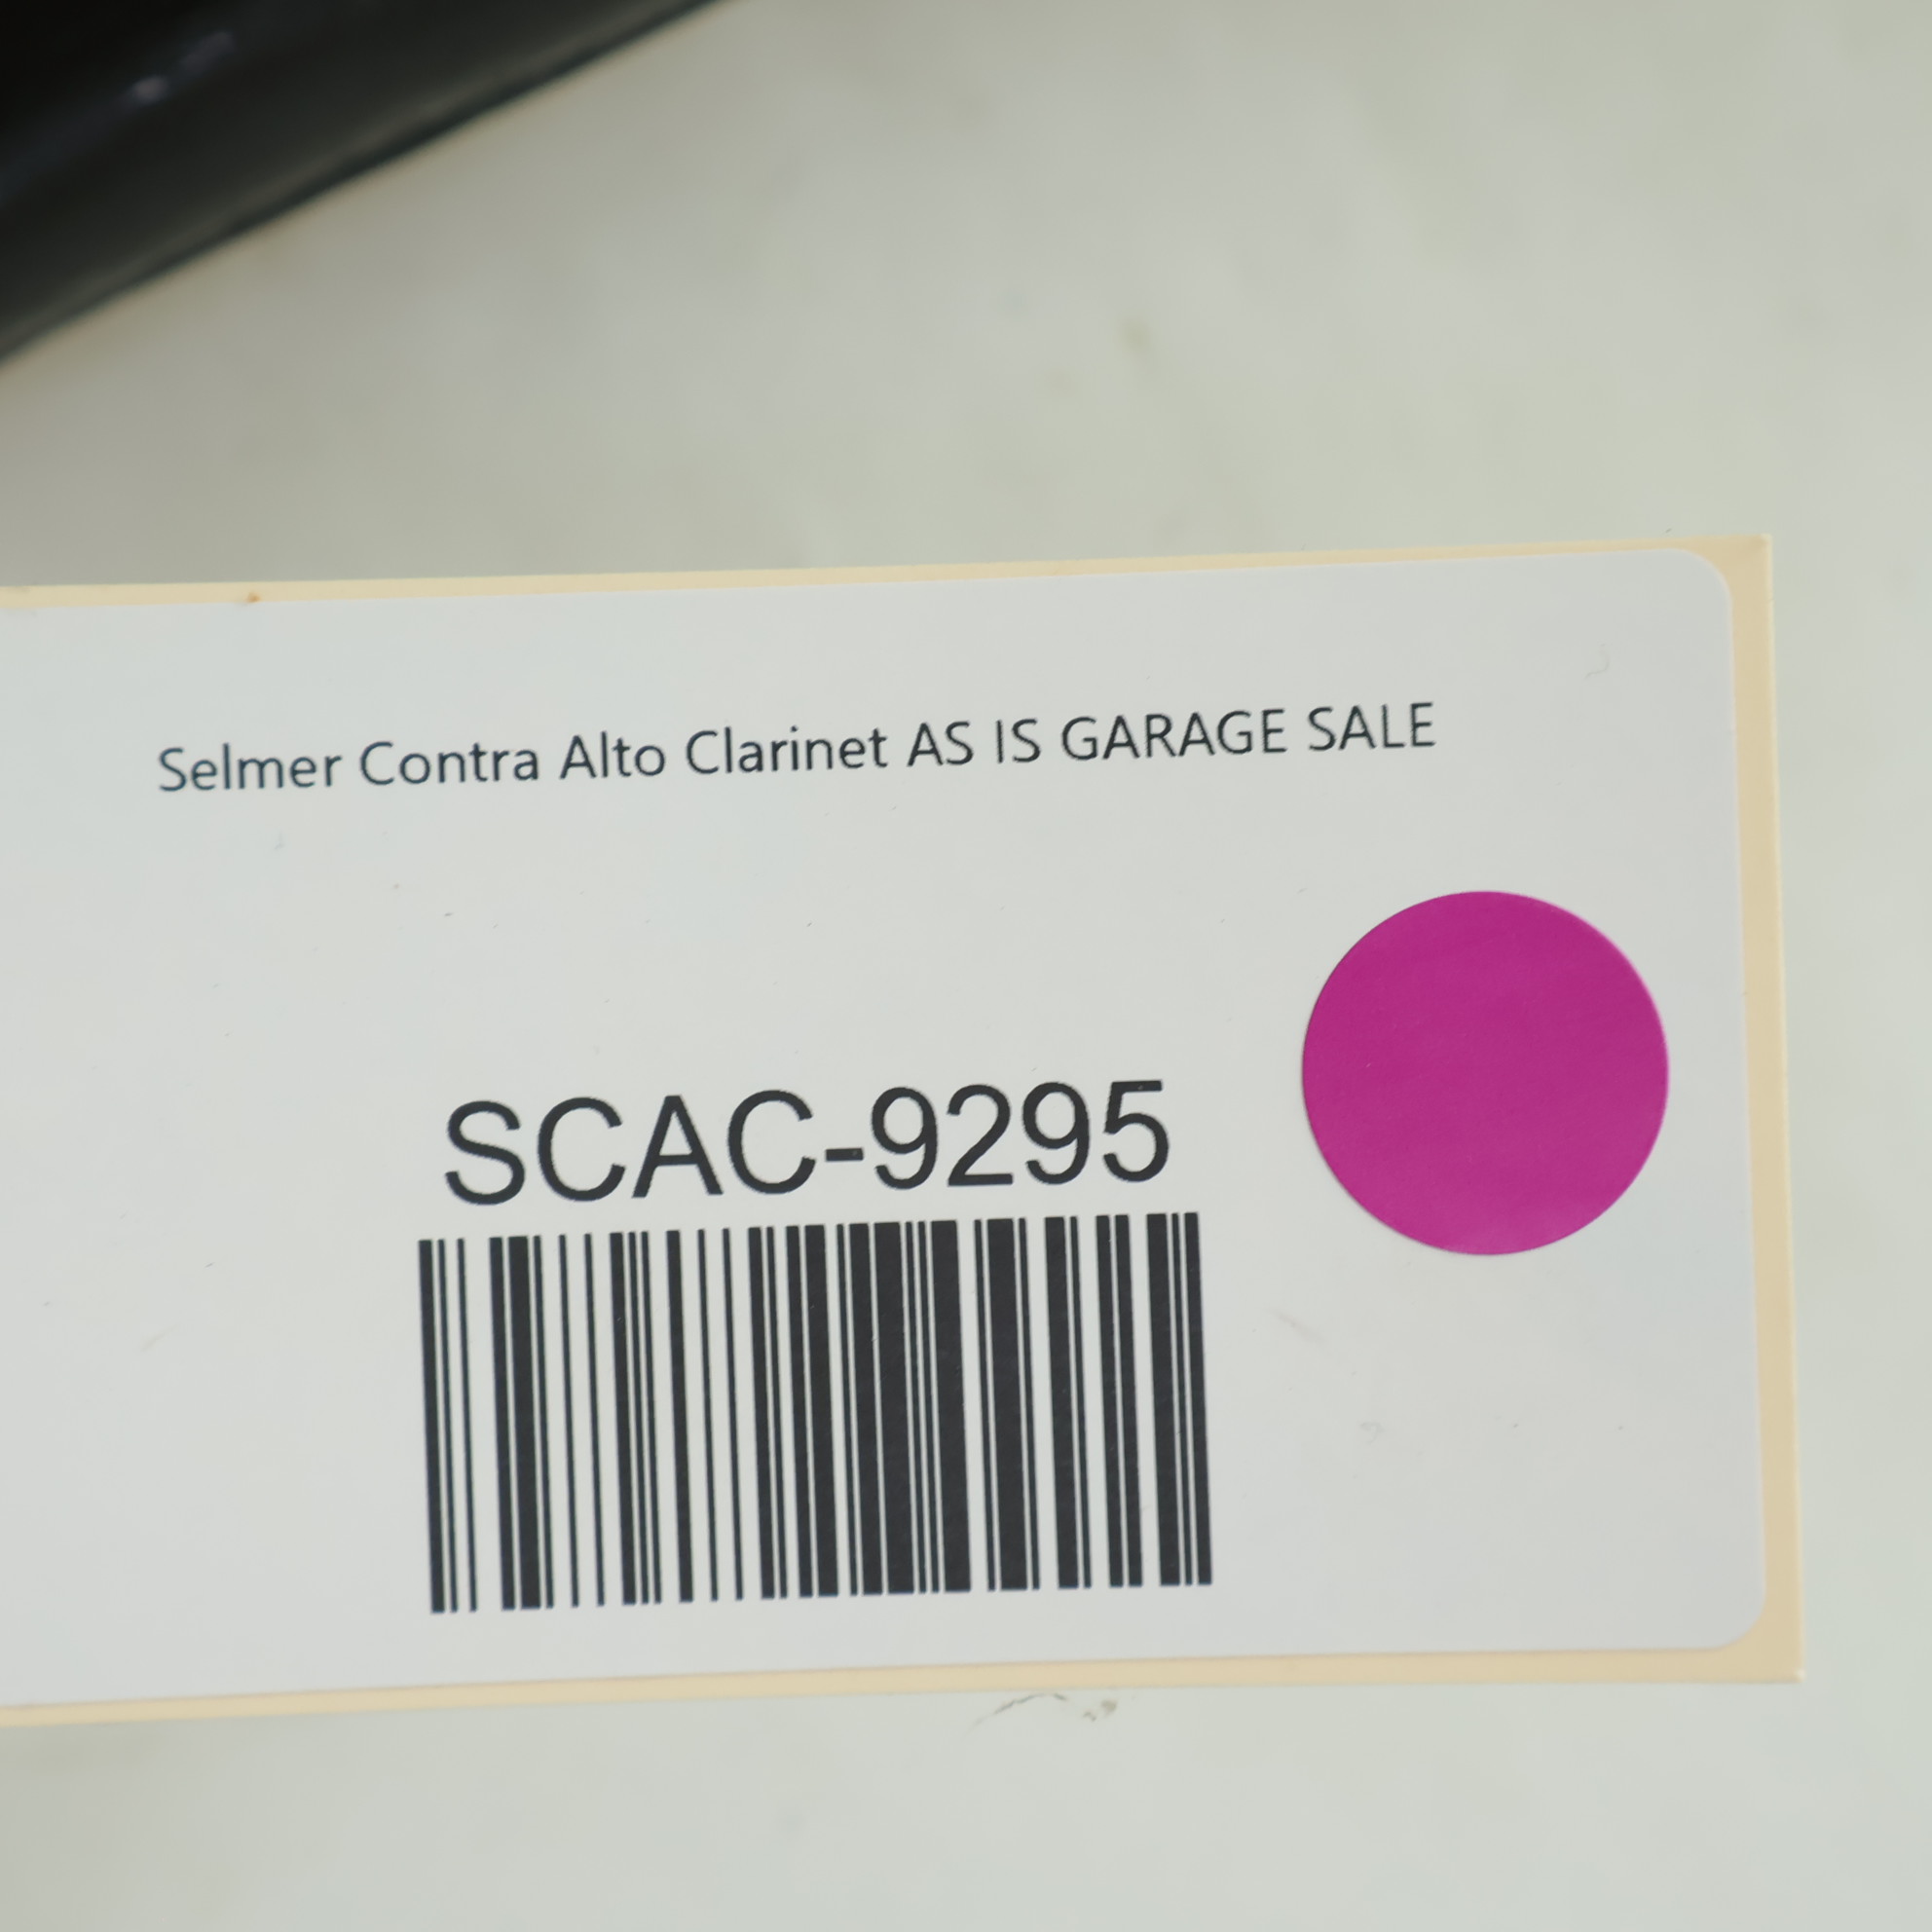 Selmer Contra Alto Clarinet AS IS GARAGE SALE
SCAC-9295